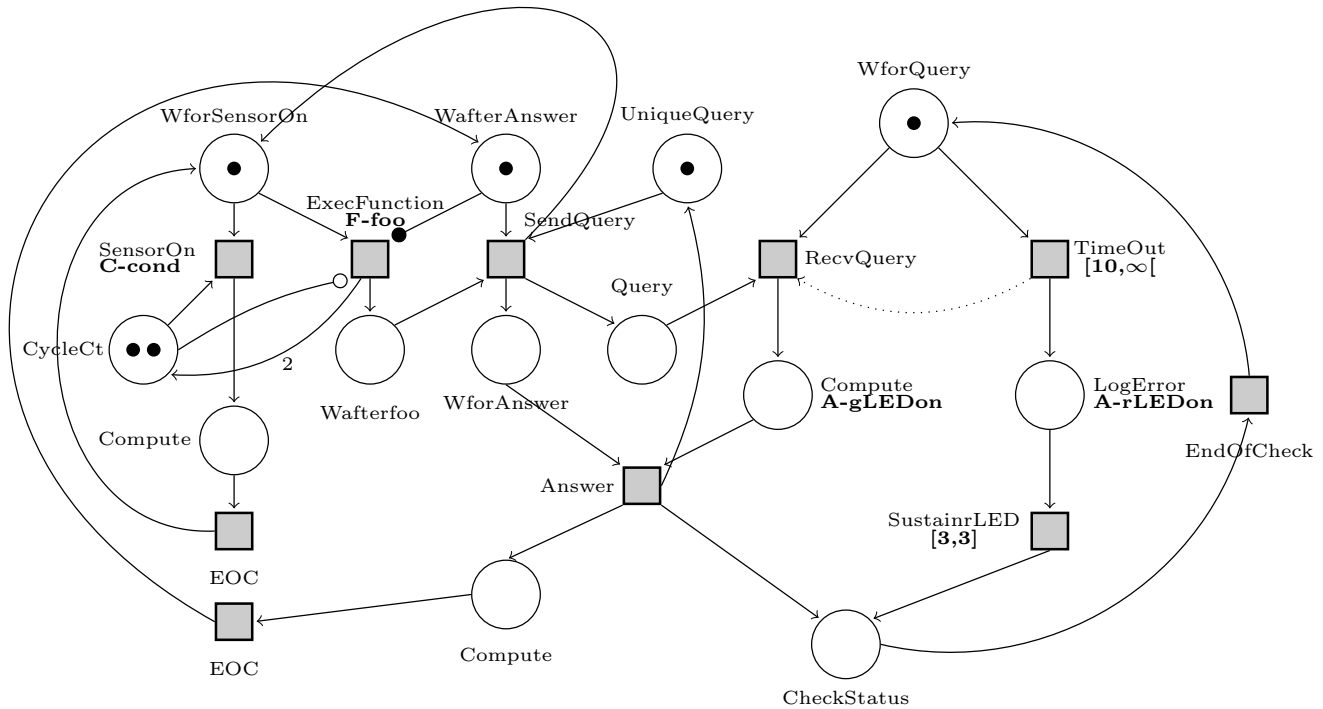 WforQuery
WforSensorOn
WafterAnswer
UniqueQuery
ExecFunction
F-foo
SendQuery
SensorOn
C-cond
RecvQuery
TimeOut
[10,∞[
Query
CycleCt
2
Wafterfoo
WforAnswer
Compute
A-gLEDon
LogError
A-rLEDon
Compute
EndOfCheck
Answer
SustainrLED
[3,3]
EOC
Compute
EOC
CheckStatus